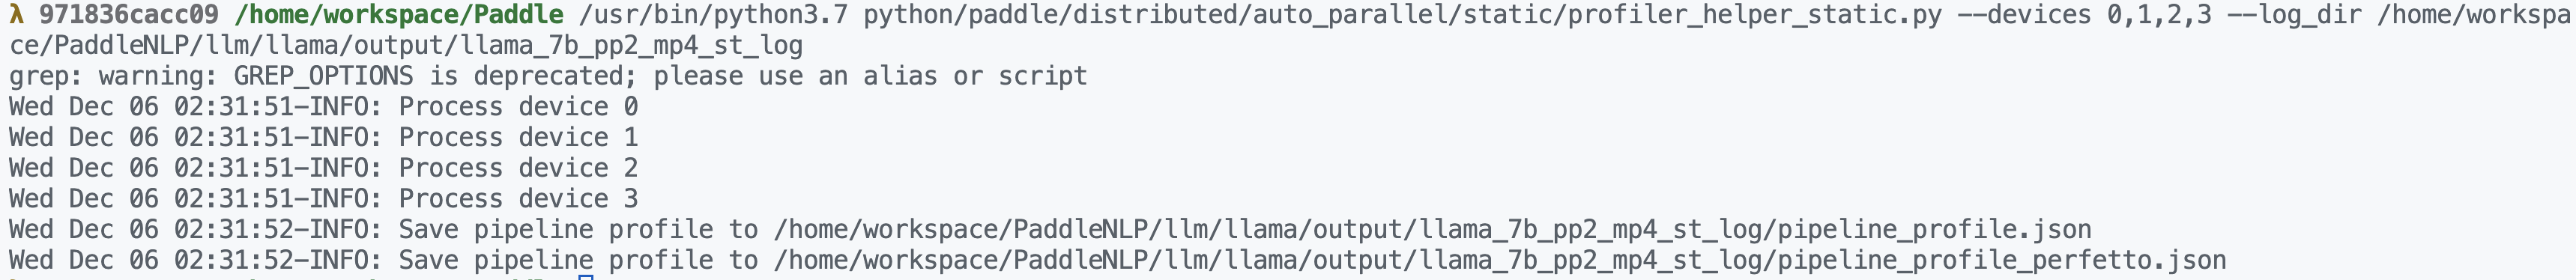 λ 971836cacc09 /home/workspace/Paddle /usr/bin/python3.7 python/paddle/distributed/auto_parallel/static/profiler_helper_static.py --devices 0,1,2,3 --log_dir /home/workspa
ce/PaddleNLP/llm/llama/output/llama_7b_pp2_mp4_st_log
grep: warning: GREP_OPTIONS is deprecated; please use an alias or script
Wed Dec 06 02:31:51-INFO: Process device 0
Wed Dec 06 02:31:51-INFO: Process device 1
Wed Dec 06 02:31:51-INFO: Process device 2
Wed Dec 06 02:31:51-INFO: Process device 3
Wed Dec 06 02:31:52-INFO: Save pipeline profile to /home/workspace/PaddleNLP/llm/llama/output/llama_7b_pp2_mp4_st_log/pipeline_profile.json
Wed Dec 06 02:31:52-INFO: Save pipeline profile to /home/workspace/PaddleNLP/llm/llama/output/llama_7b_pp2_mp4_st_log/pipeline_profile_perfetto.json